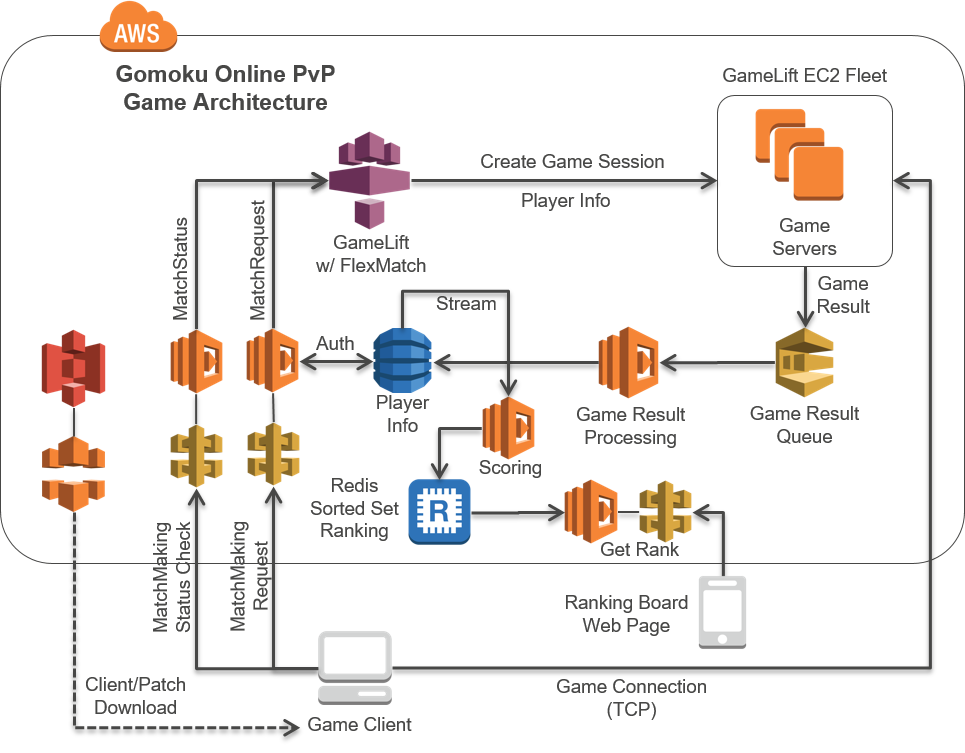 AWS
Gomoku Online PvP
Game Architecture
GameLift EC2 Fleet
Create Game Session
Player Info
Game
Servers
GameLift
w/ FlexMatch
MatchStatus
MatchRequest
Game
Result
Stream
Auth
Player
Info
Game Result
Processing
Game Result
Queue
Scoring
Redis
Sorted Set
Ranking
R
Get Rank
MatchMaking
Status Check
MatchMaking
Request
Ranking Board
Web Page
Client/Patch
Download
Game Client
Game Connection
(TCP)